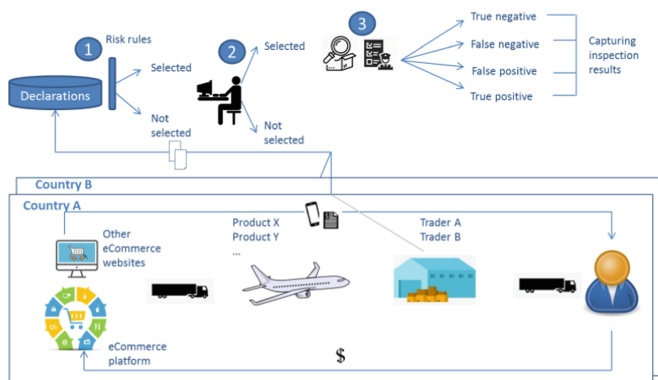 3
True negative
1
Risk rules
2
Selected
False negative
Capturing
inspection
results
Selected
False positive
Declarations
True positive
Not
selected
Not
selected
Country B
Country A
Other
eCommerce
websites
Product X
Product Y
...
Trader A
Trader B
eCommerce
platform
$